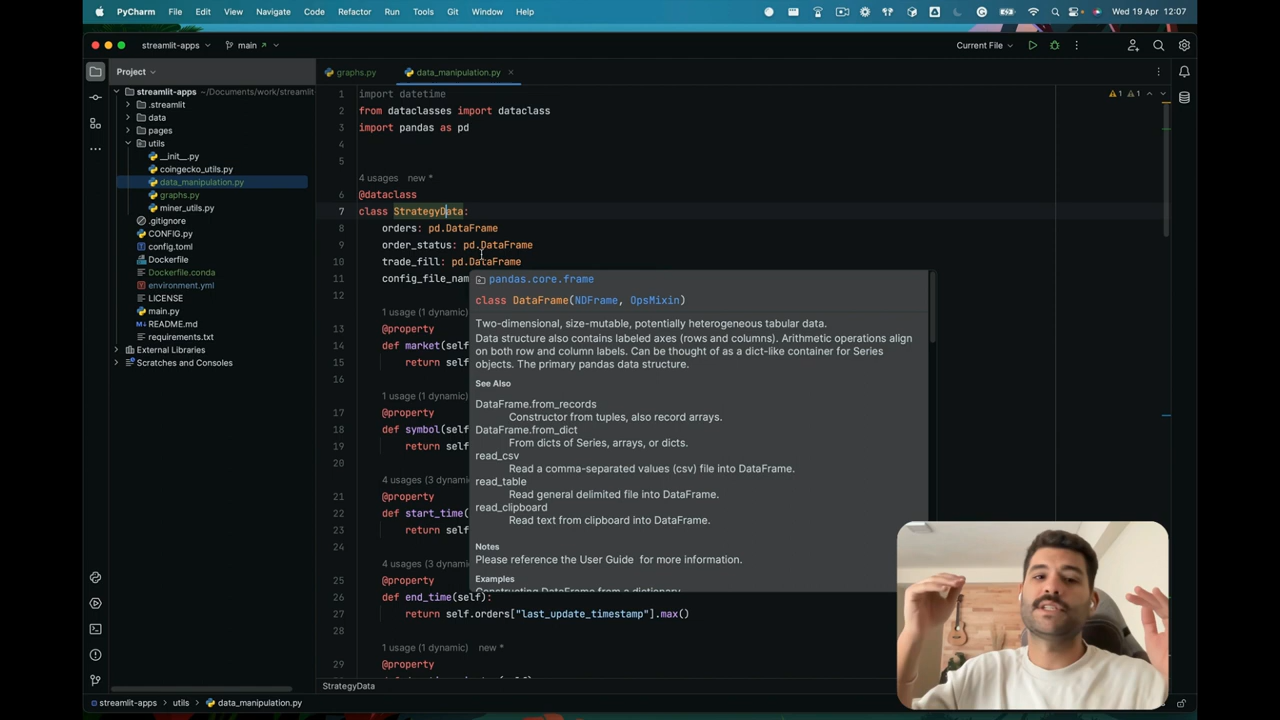 PyCharm File Edit View Navigate Code Refactor Run Tools Git Window Help Wed 19 Apr 12:07
streamlit-apps main Current File
Project graphs.py data_manipulation.py
streamlit-apps ~/Documents/work/streamlit
.streamlit
data
pages
utils
__init__.py
coingecko_utils.py
data_manipulation.py
graphs.py
miner_utils.py
.gitignore
CONFIG.py
config.toml
Dockerfile
Dockerfile.conda
environment.yml
LICENSE
main.py
README.md
requirements.txt
External Libraries
Scratches and Consoles
1 import datetime
2 from dataclasses import dataclass
3 import pandas as pd
4
5
4 usages new *
6 @dataclass
7 class StrategyData:
8 orders: pd.DataFrame
9 order_status: pd.DataFrame
10 trade_fill: pd.DataFrame
11 config_file_nam
12
1 usage (1 dynamic)
13 @property
14 def market(self
15 return self
16
1 usage (1 dynamic)
17 @property
18 def symbol(self
19 return self
20
4 usages (3 dynamic)
21 @property
22 def start_time(
23 return self
24
4 usages (3 dynamic)
25 @property
26 def end_time(self):
27 return self.orders["last_update_timestamp"].max()
28
1 usage (1 dynamic) new *
29 @property
1 1
pandas.core.frame
class DataFrame(NDFrame, OpsMixin)
Two-dimensional, size-mutable, potentially heterogeneous tabular data.
Data structure also contains labeled axes (rows and columns). Arithmetic operations align
on both row and column labels. Can be thought of as a dict-like container for Series
objects. The primary pandas data structure.
See Also
DataFrame.from_records
Constructor from tuples, also record arrays.
DataFrame.from_dict
From dicts of Series, arrays, or dicts.
read_csv
Read a comma-separated values (csv) file into DataFrame.
read_table
Read general delimited file into DataFrame.
read_clipboard
Read text from clipboard into DataFrame.
Notes
Please reference the User Guide for more information.
Examples
Constructing DataFrame from a dictionary.
StrategyData
streamlit-apps utils data_manipulation.py